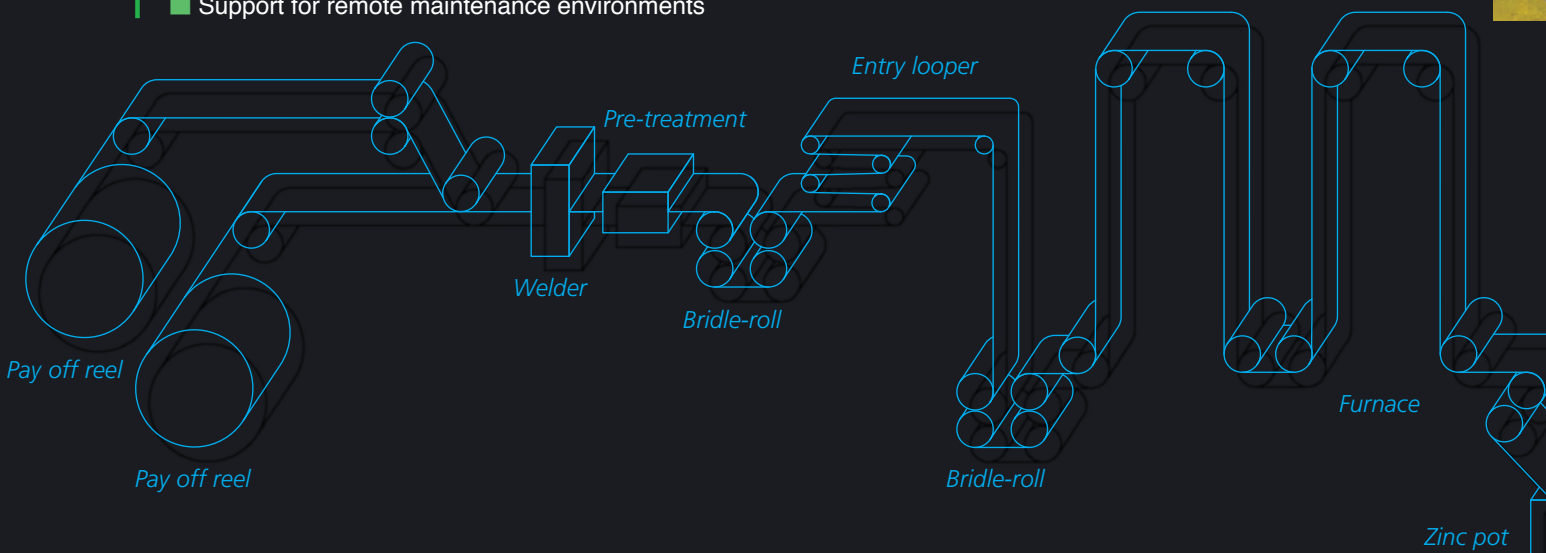 Support for remote maintenance environments
Entry looper
Pre-treatment
Welder
Bridle-roll
Pay off reel
Furnace
Pay off reel
Bridle-roll
Zinc pot